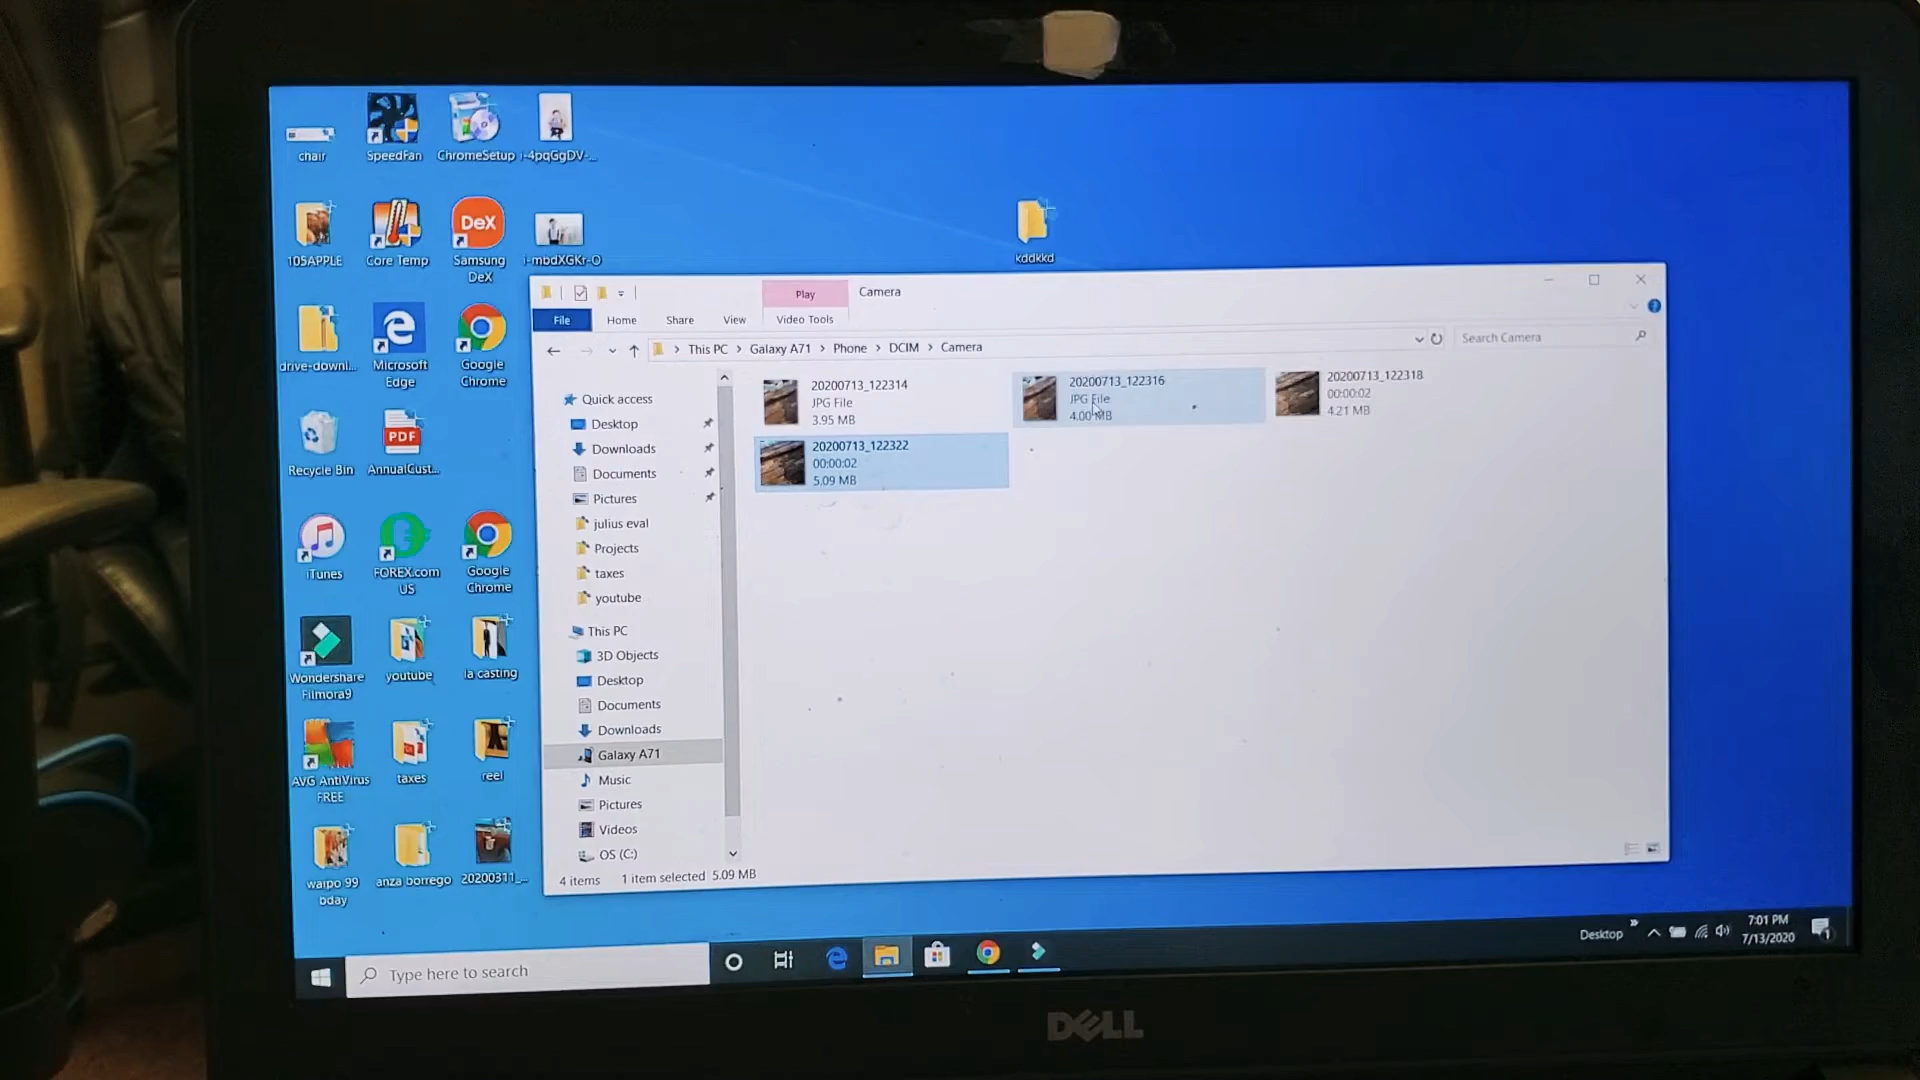 chair
SpeedFan
ChromeSetup
i-4pqGgDV-...
105APPLE
Core Temp
DeX
Samsung
DeX
i-mbdXGKr-O
kddkkd
drive-downl...
Microsoft
Edge
Google
Chrome
Recycle Bin
PDF
AnnualCust...
iTunes
FOREX.com
US
Google
Chrome
Wondershare
Filmora9
youtube
la casting
AVG AntiVirus
FREE
taxes
reel
waipo 99
bday
anza borrego
20200311_...
Play
Camera
File
Home
Share
View
Video Tools
This PC > Galaxy A71 > Phone > DCIM > Camera
Search Camera
Quick access
Desktop
Downloads
Documents
Pictures
julius eval
Projects
taxes
youtube
This PC
3D Objects
Desktop
Documents
Downloads
Galaxy A71
Music
Pictures
Videos
OS (C:)
20200713_122314
JPG File
3.95 MB
20200713_122316
JPG File
4.00 MB
20200713_122318
00:00:02
4.21 MB
20200713_122322
00:00:02
5.09 MB
4 items
1 item selected 5.09 MB
Type here to search
Desktop
7:01 PM
7/13/2020
1
DELL